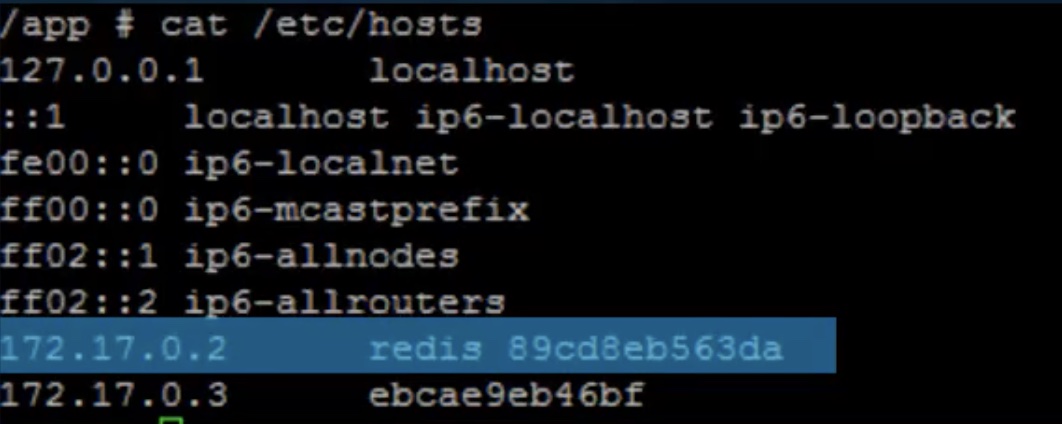 /app # cat /etc/hosts
127.0.0.1 localhost
::1 localhost ip6-localhost ip6-loopback
fe00::0 ip6-localnet
ff00::0 ip6-mcastprefix
ff02::1 ip6-allnodes
ff02::2 ip6-allrouters
172.17.0.2 redis 89cd8eb563da
172.17.0.3 ebcae9eb46bf